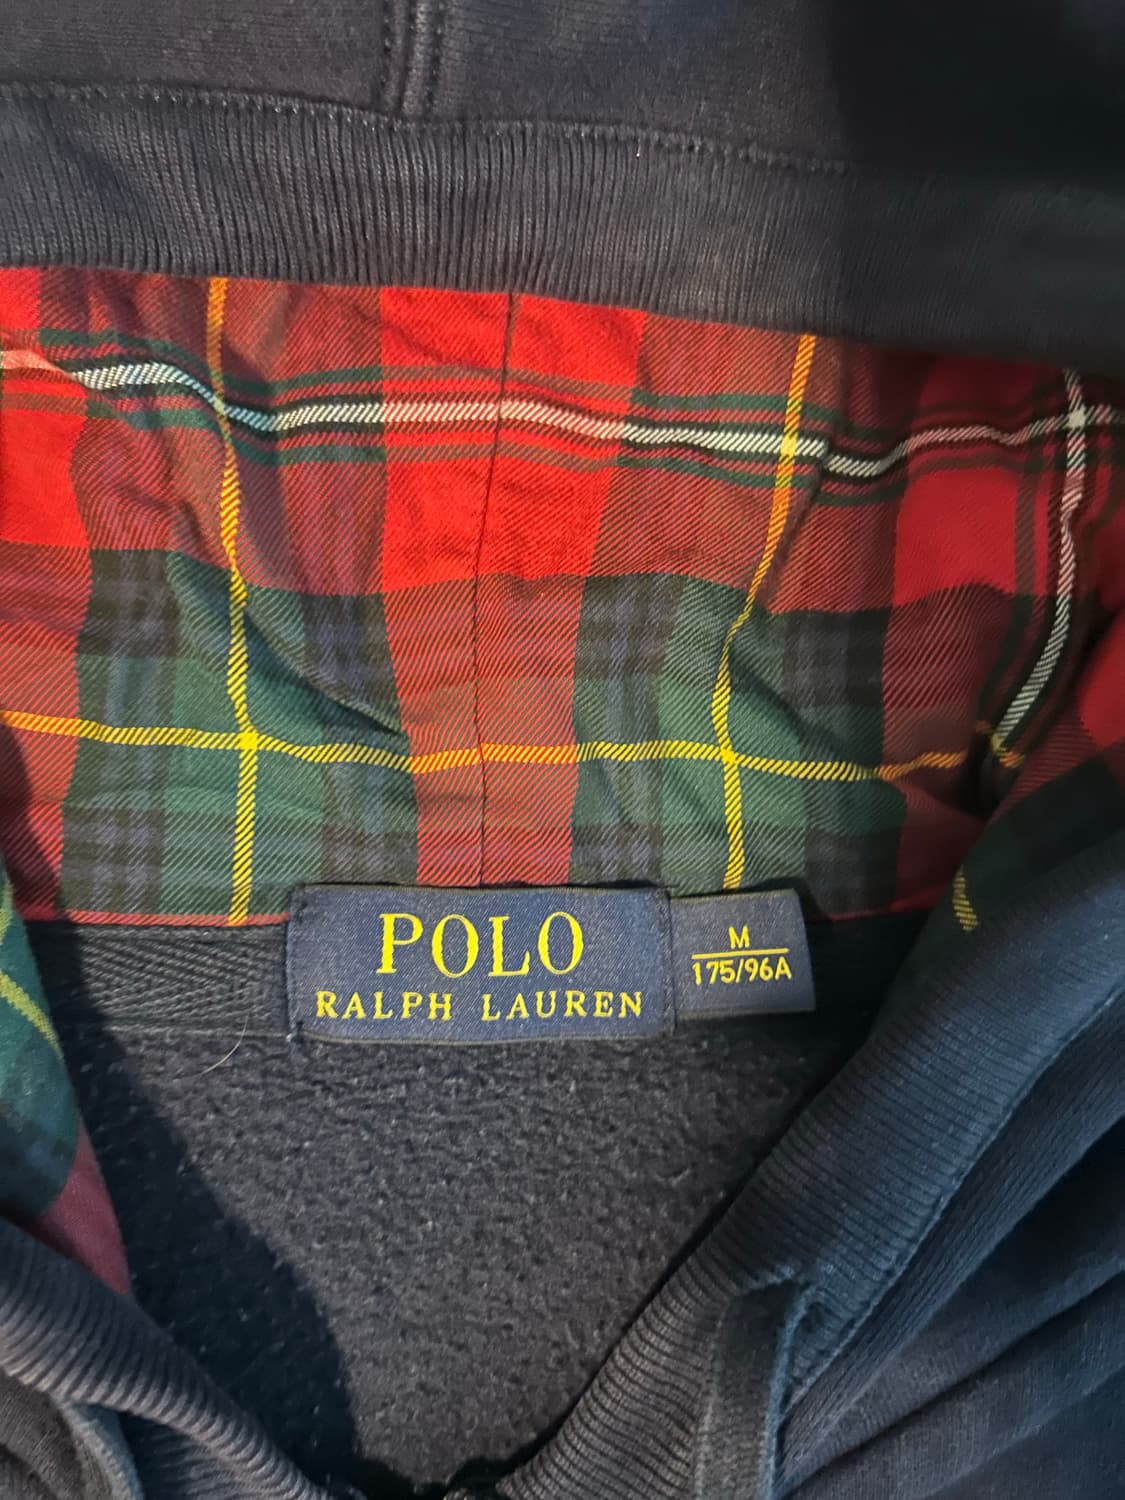 POLO
RALPH LAUREN
M
175/96A